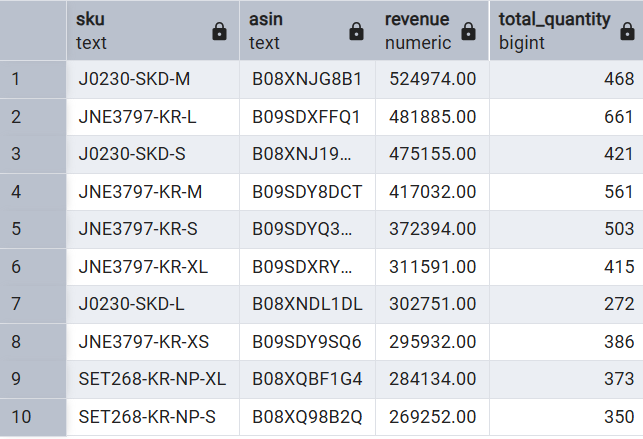 sku asin revenue total_quantity
text text numeric bigint
1 J0230-SKD-M B08XNJG8B1 524974.00 468
2 JNE3797-KR-L B09SDXFFQ1 481885.00 661
3 J0230-SKD-S B08XNJ19... 475155.00 421
4 JNE3797-KR-M B09SDY8DCT 417032.00 561
5 JNE3797-KR-S B09SDYQ3... 372394.00 503
6 JNE3797-KR-XL B09SDXRY... 311591.00 415
7 J0230-SKD-L B08XNDL1DL 302751.00 272
8 JNE3797-KR-XS B09SDY9SQ6 295932.00 386
9 SET268-KR-NP-XL B08XQBF1G4 284134.00 373
10 SET268-KR-NP-S B08XQ98B2Q 269252.00 350